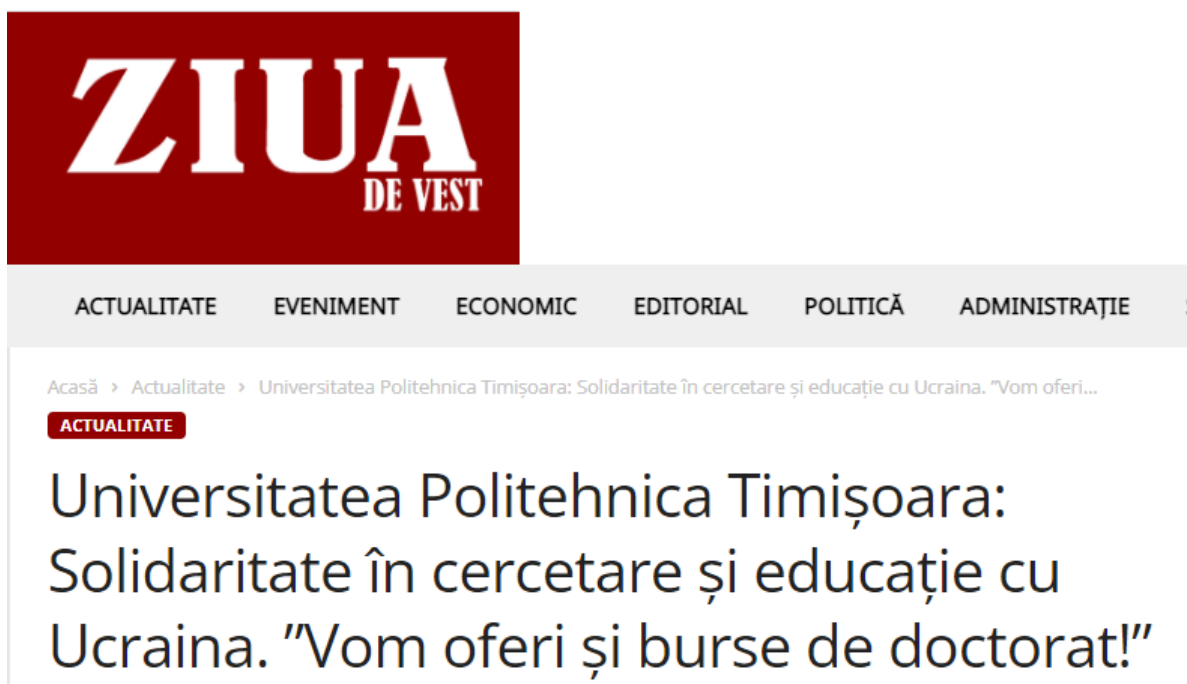 ZIUA
DE VEST
ACTUALITATE EVENIMENT ECONOMIC EDITORIAL POLITICĂ ADMINISTRAȚIE
Acasă › Actualitate › Universitatea Politehnica Timișoara: Solidaritate în cercetare și educație cu Ucraina. ”Vom oferi...
ACTUALITATE
Universitatea Politehnica Timișoara:
Solidaritate în cercetare și educație cu
Ucraina. ”Vom oferi și burse de doctorat!”